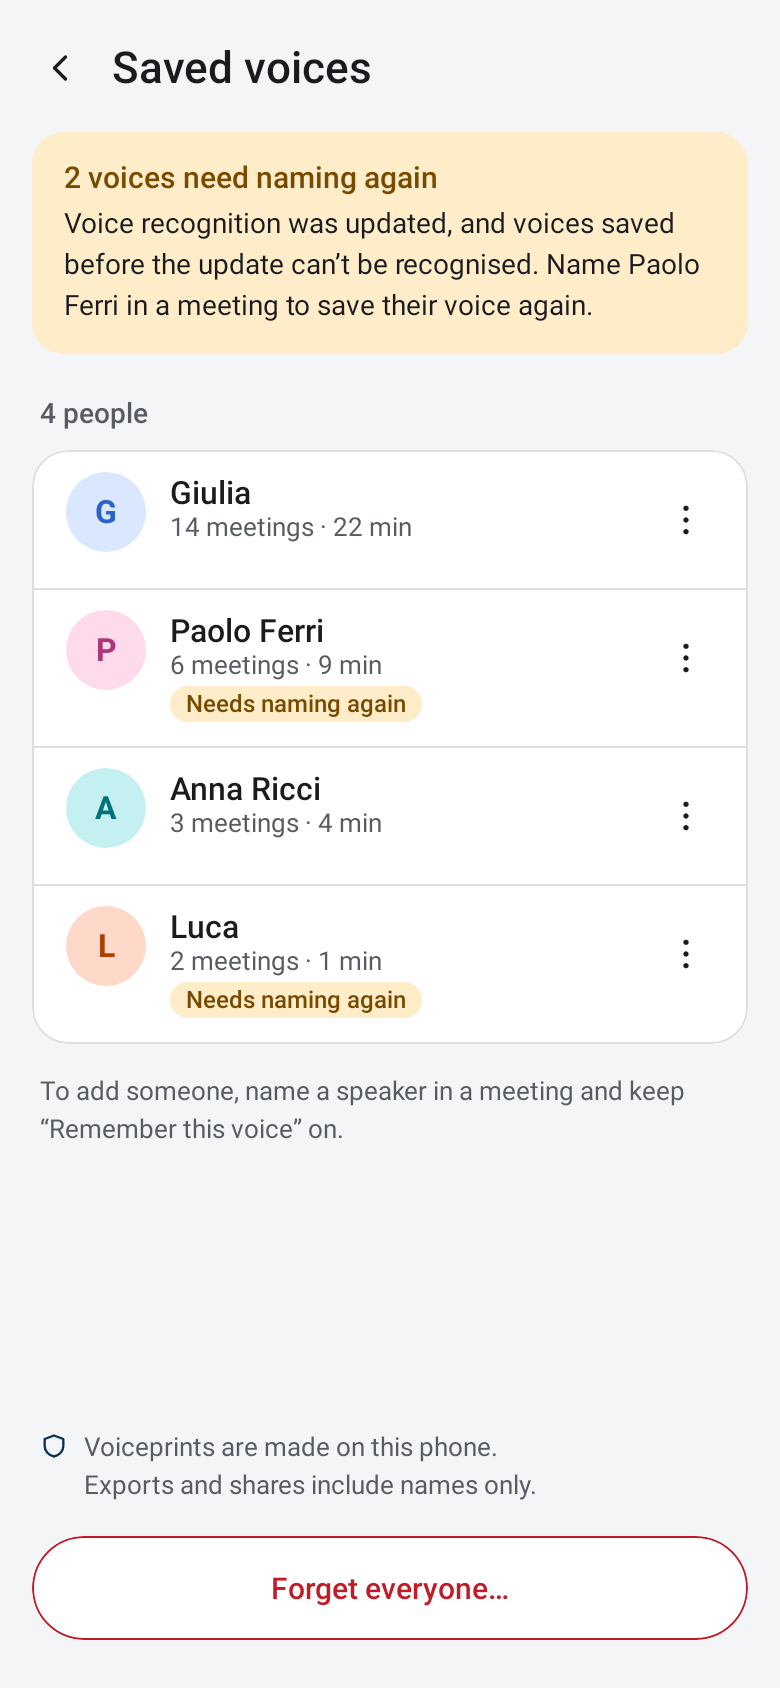 Saved voices
2 voices need naming again
Voice recognition was updated, and voices saved
before the update can’t be recognised. Name Paolo
Ferri in a meeting to save their voice again.
4 people
G
Giulia
14 meetings · 22 min
P
Paolo Ferri
6 meetings · 9 min
Needs naming again
A
Anna Ricci
3 meetings · 4 min
L
Luca
2 meetings · 1 min
Needs naming again
To add someone, name a speaker in a meeting and keep
“Remember this voice” on.
Voiceprints are made on this phone.
Exports and shares include names only.
Forget everyone…